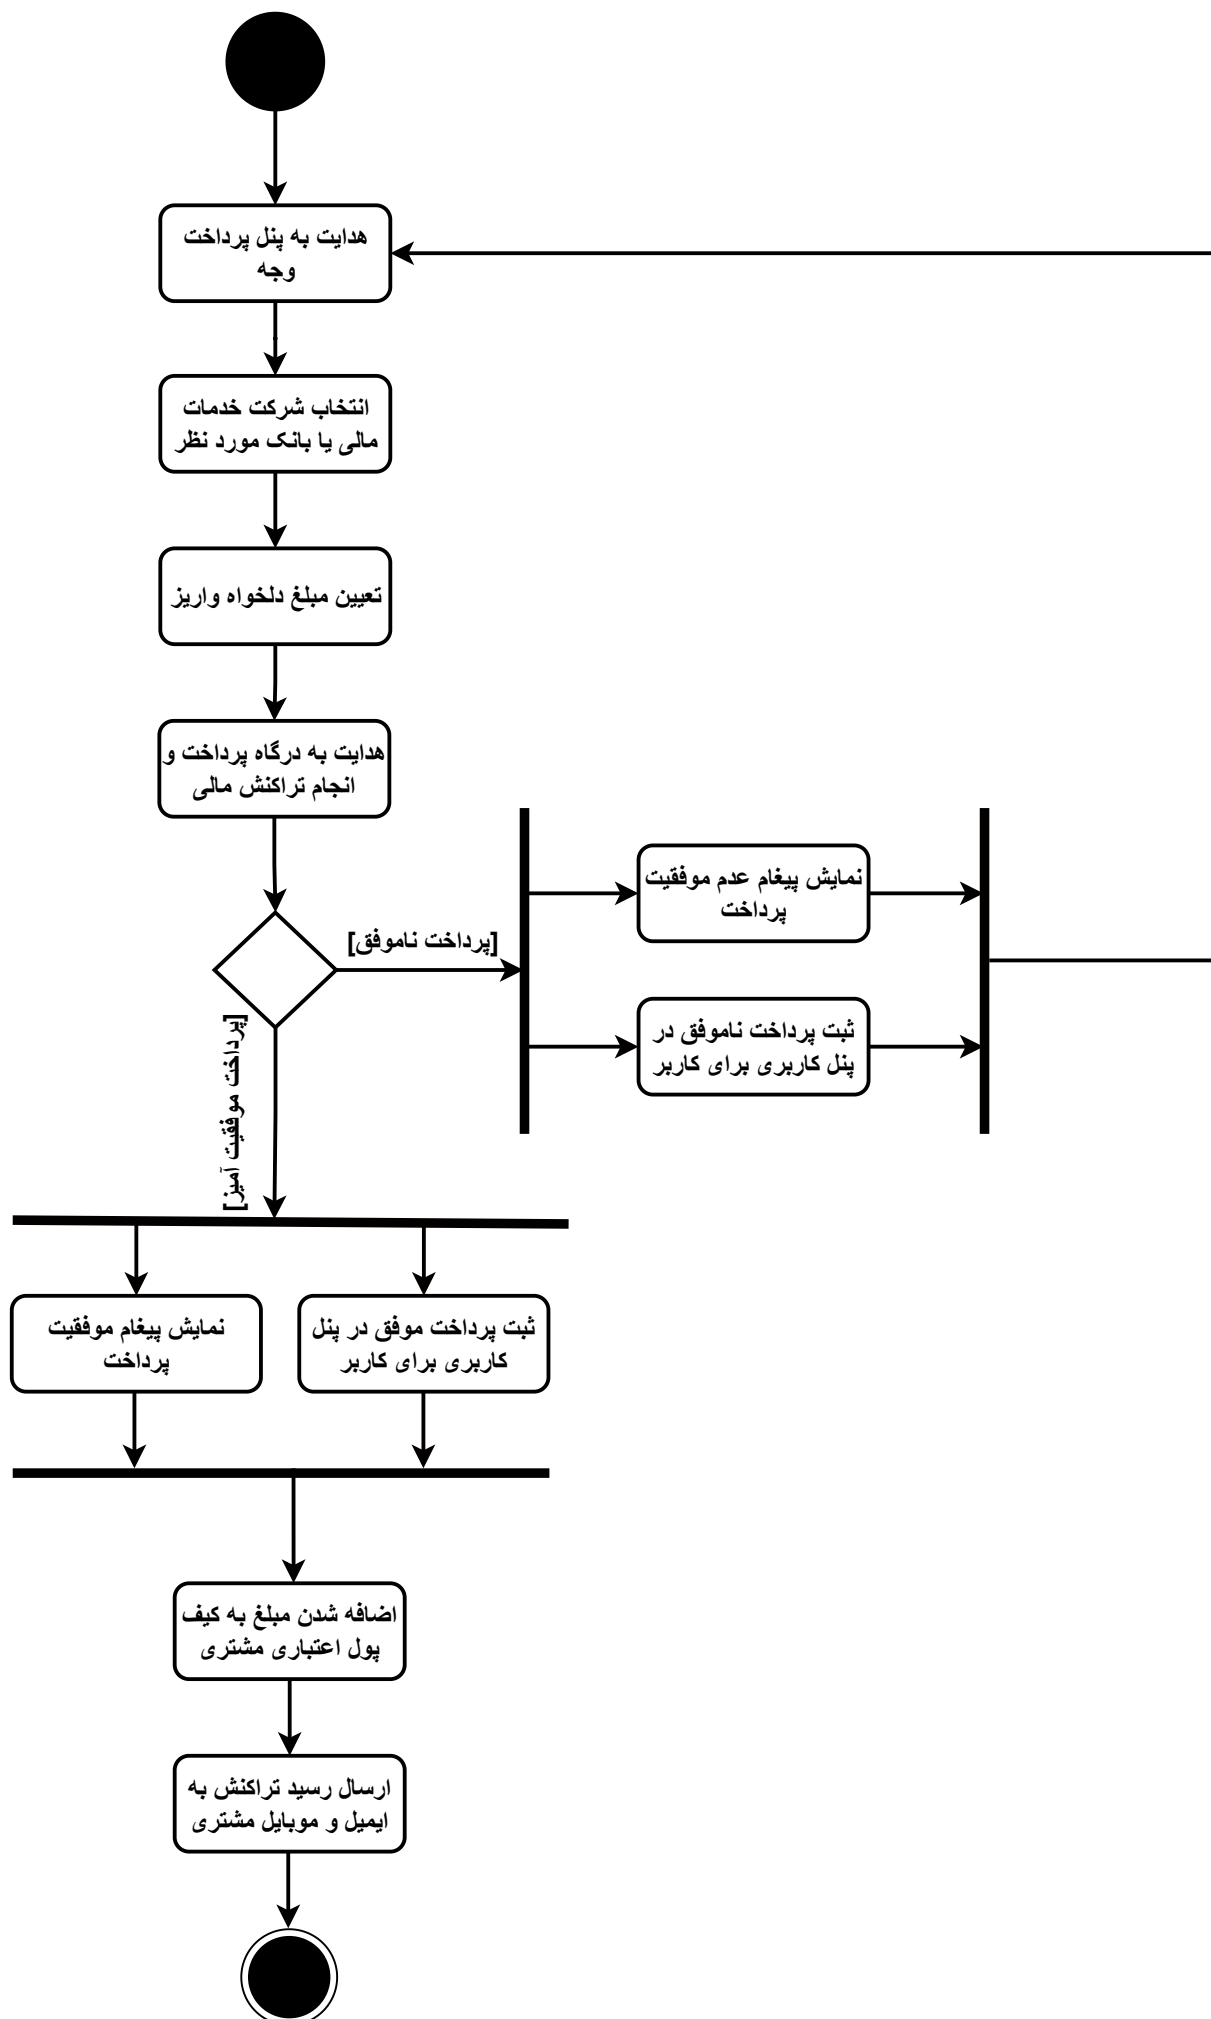 هدایت به پنل پرداخت
وجه
انتخاب شرکت خدمات
مالی یا بانک مورد نظر
تعیین مبلغ دلخواه واریز
هدایت به درگاه پرداخت و
انجام تراکنش مالی
نمایش پیغام عدم موفقیت
پرداخت
[پرداخت ناموفق]
ثبت پرداخت ناموفق در
پنل کاربری برای کاربر
[پرداخت موفقیت آمیز]
ثبت پرداخت موفق در پنل
کاربری برای کاربر
نمایش پیغام موفقیت
پرداخت
اضافه شدن مبلغ به کیف
پول اعتباری مشتری
ارسال رسید تراکنش به
ایمیل و موبایل مشتری